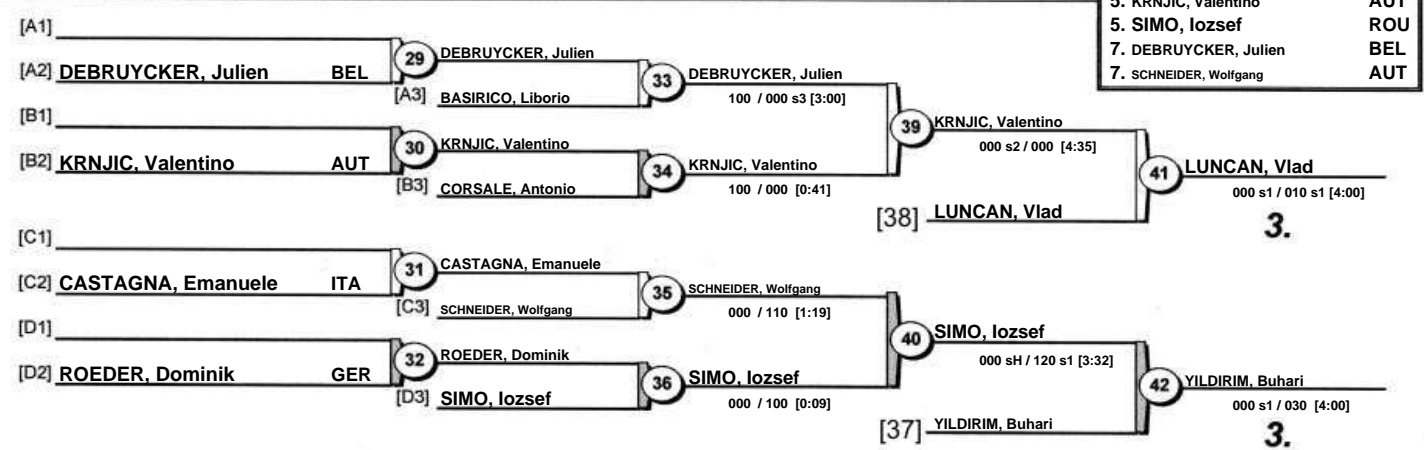 5. KRNJIC, Valentino AUT
5. SIMO, Iozsef ROU
7. DEBRUYCKER, Julien BEL
7. SCHNEIDER, Wolfgang AUT
[A1]
[A2] DEBRUYCKER, Julien BEL
29 DEBRUYCKER, Julien
[A3] BASIRICO, Liborio
33 DEBRUYCKER, Julien
100 / 000 s3 [3:00]
[B1]
[B2] KRNJIC, Valentino AUT
30 KRNJIC, Valentino
[B3] CORSALE, Antonio
34 KRNJIC, Valentino
100 / 000 [0:41]
39 KRNJIC, Valentino
000 s2 / 000 [4:35]
[38] LUNCAN, Vlad
41 LUNCAN, Vlad
000 s1 / 010 s1 [4:00]
3.
[C1]
[C2] CASTAGNA, Emanuele ITA
31 CASTAGNA, Emanuele
[C3] SCHNEIDER, Wolfgang
35 SCHNEIDER, Wolfgang
000 / 110 [1:19]
[D1]
[D2] ROEDER, Dominik GER
32 ROEDER, Dominik
[D3] SIMO, Iozsef
36 SIMO, Iozsef
000 / 100 [0:09]
40 SIMO, Iozsef
000 sH / 120 s1 [3:32]
[37] YILDIRIM, Buhari
42 YILDIRIM, Buhari
000 s1 / 030 [4:00]
3.